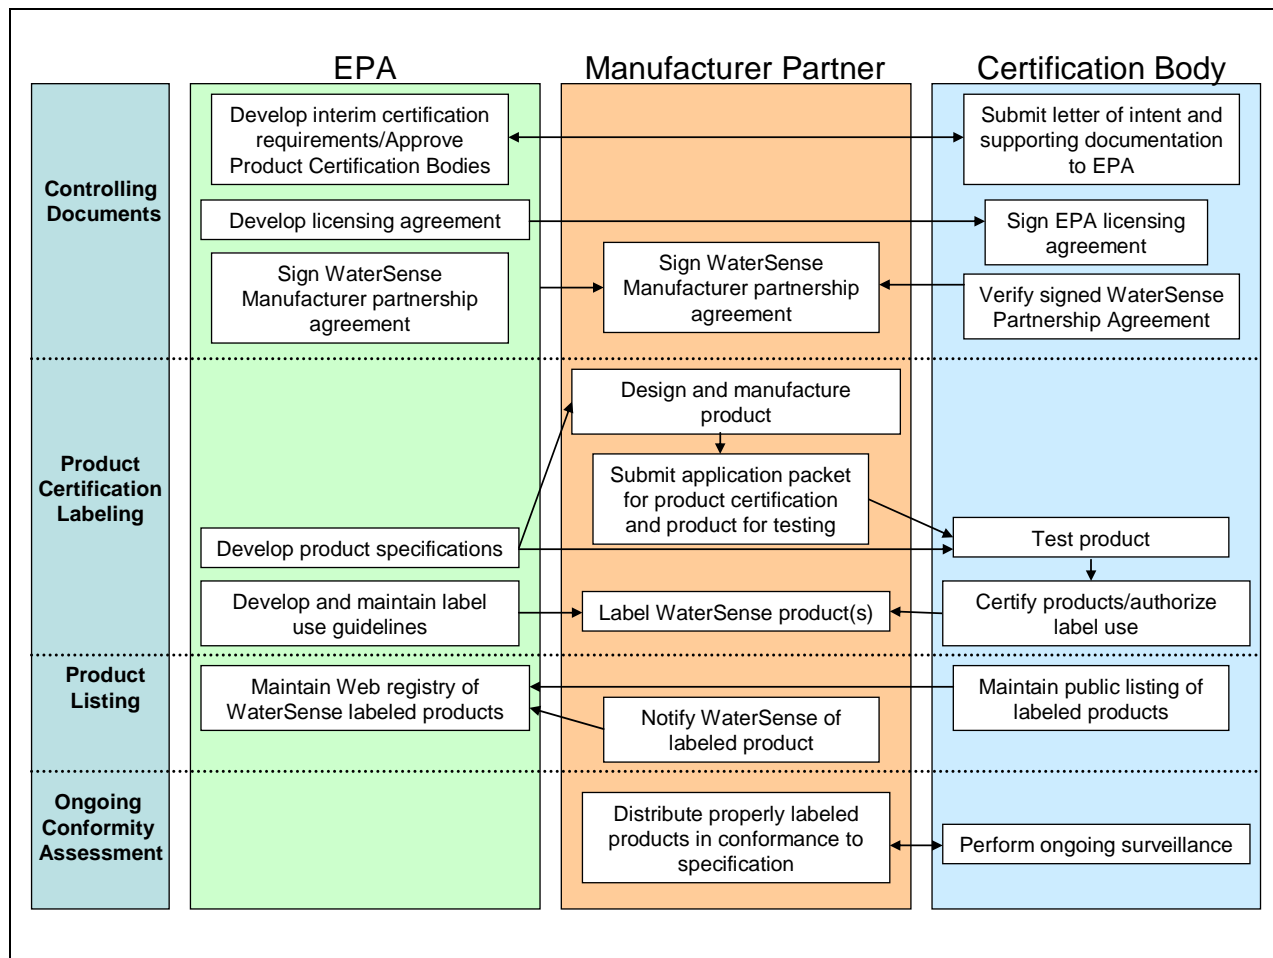 EPA
Manufacturer Partner
Certification Body
Controlling
Documents
Develop interim certification
requirements/Approve
Product Certification Bodies
Submit letter of intent and
supporting documentation
to EPA
Develop licensing agreement
Sign EPA licensing
agreement
Sign WaterSense
Manufacturer partnership
agreement
Sign WaterSense
Manufacturer partnership
agreement
Verify signed WaterSense
Partnership Agreement
Product
Certification
Labeling
Design and manufacture
product
Submit application packet
for product certification
and product for testing
Develop product specifications
Test product
Develop and maintain label
use guidelines
Label WaterSense product(s)
Certify products/authorize
label use
Product
Listing
Maintain Web registry of
WaterSense labeled products
Notify WaterSense of
labeled product
Maintain public listing of
labeled products
Ongoing
Conformity
Assessment
Distribute properly labeled
products in conformance to
specification
Perform ongoing surveillance